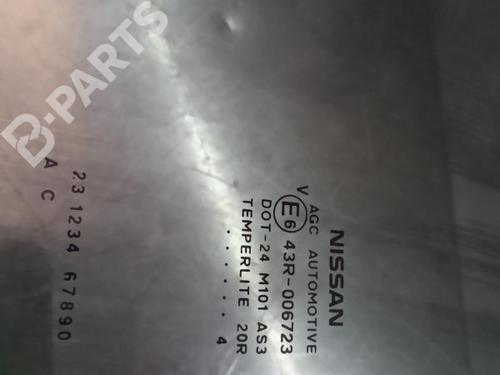 NISSAN
AGC AUTOMOTIVE
V E6 43R-006723
DOT-24 M101 AS3
TEMPERLITE 20R
. . . . . . 4
23 1234 67890
A C
B-PARTS